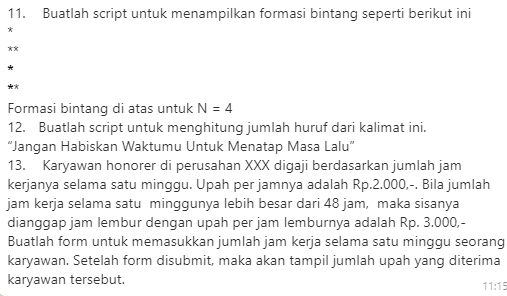 11. Buatlah script untuk menampilkan formasi bintang seperti berikut ini
*
**
*
**
Formasi bintang di atas untuk N = 4
12. Buatlah script untuk menghitung jumlah huruf dari kalimat ini.
“Jangan Habiskan Waktumu Untuk Menatap Masa Lalu”
13. Karyawan honorer di perusahan XXX digaji berdasarkan jumlah jam
kerjanya selama satu minggu. Upah per jamnya adalah Rp.2.000,-. Bila jumlah
jam kerja selama satu minggunya lebih besar dari 48 jam, maka sisanya
dianggap jam lembur dengan upah per jam lemburnya adalah Rp. 3.000,-
Buatlah form untuk memasukkan jumlah jam kerja selama satu minggu seorang
karyawan. Setelah form disubmit, maka akan tampil jumlah upah yang diterima
karyawan tersebut.
11:15